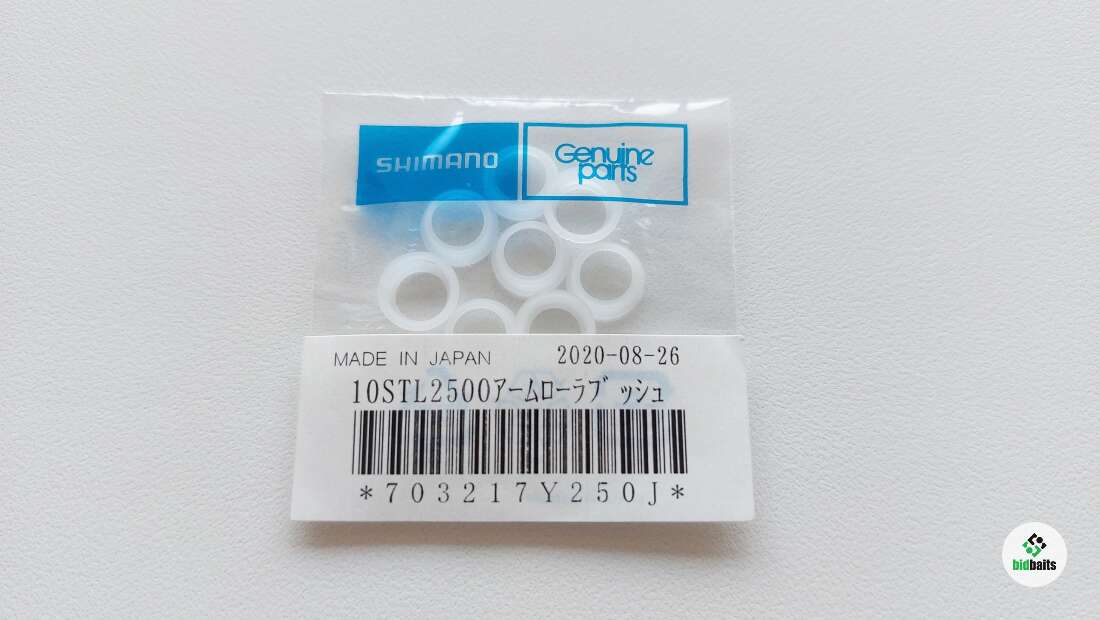 SHIMANO
Genuine
parts
MADE IN JAPAN 2020-08-26
10STL2500ｱｰﾑﾛｰﾗﾌﾞｯｼｭ
*703217Y250J*
bidbaits